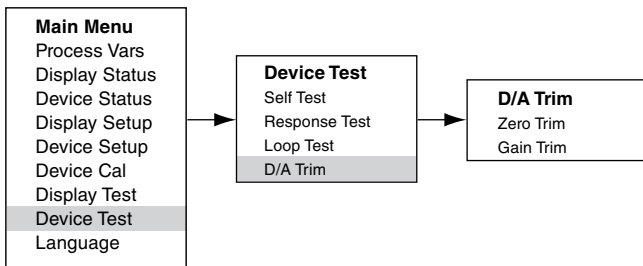 Main Menu
Process Vars
Display Status
Device Status
Display Setup
Device Setup
Device Cal
Display Test
Device Test
Language
Device Test
Self Test
Response Test
Loop Test
D/A Trim
D/A Trim
Zero Trim
Gain Trim